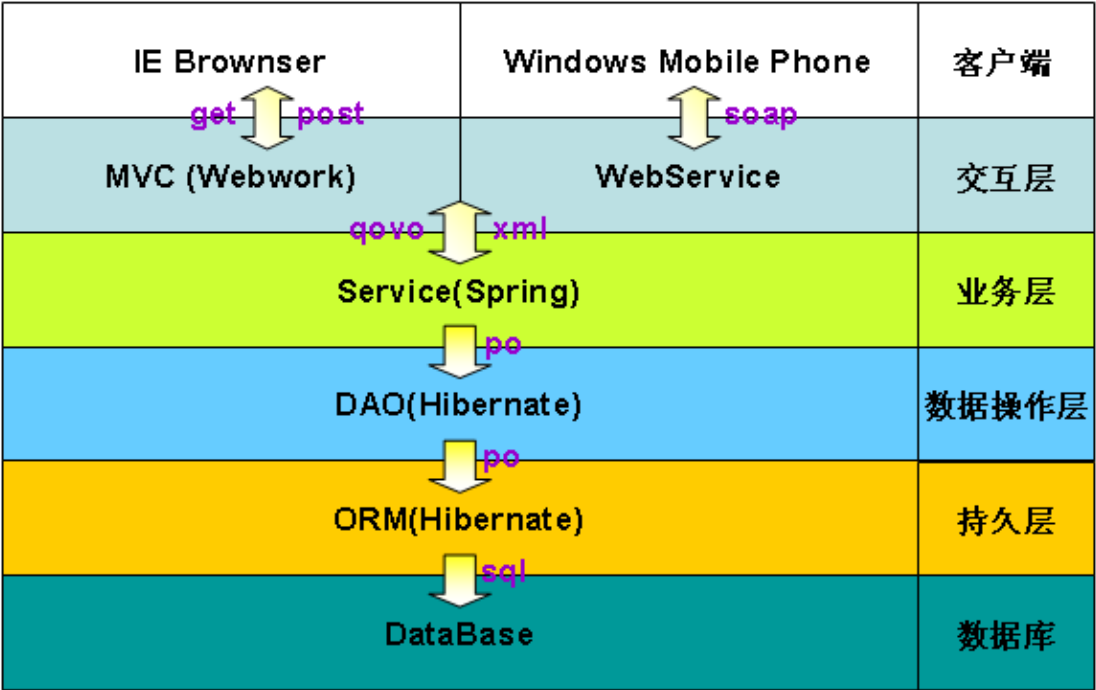 IE Brownser
Windows Mobile Phone
客户端
get
post
soap
MVC (Webwork)
WebService
交互层
qovo
xml
Service(Spring)
业务层
po
DAO(Hibernate)
数据操作层
po
ORM(Hibernate)
持久层
sql
DataBase
数据库